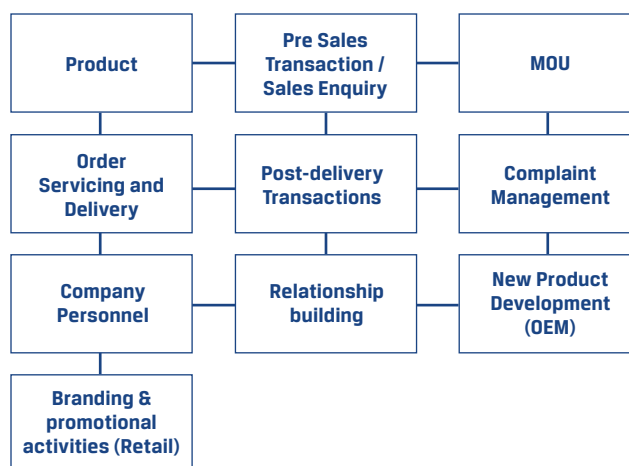 Product
Pre Sales
Transaction /
Sales Enquiry
MOU
Order
Servicing and
Delivery
Post-delivery
Transactions
Complaint
Management
Company
Personnel
Relationship
building
New Product
Development
(OEM)
Branding &
promotional
activities (Retail)